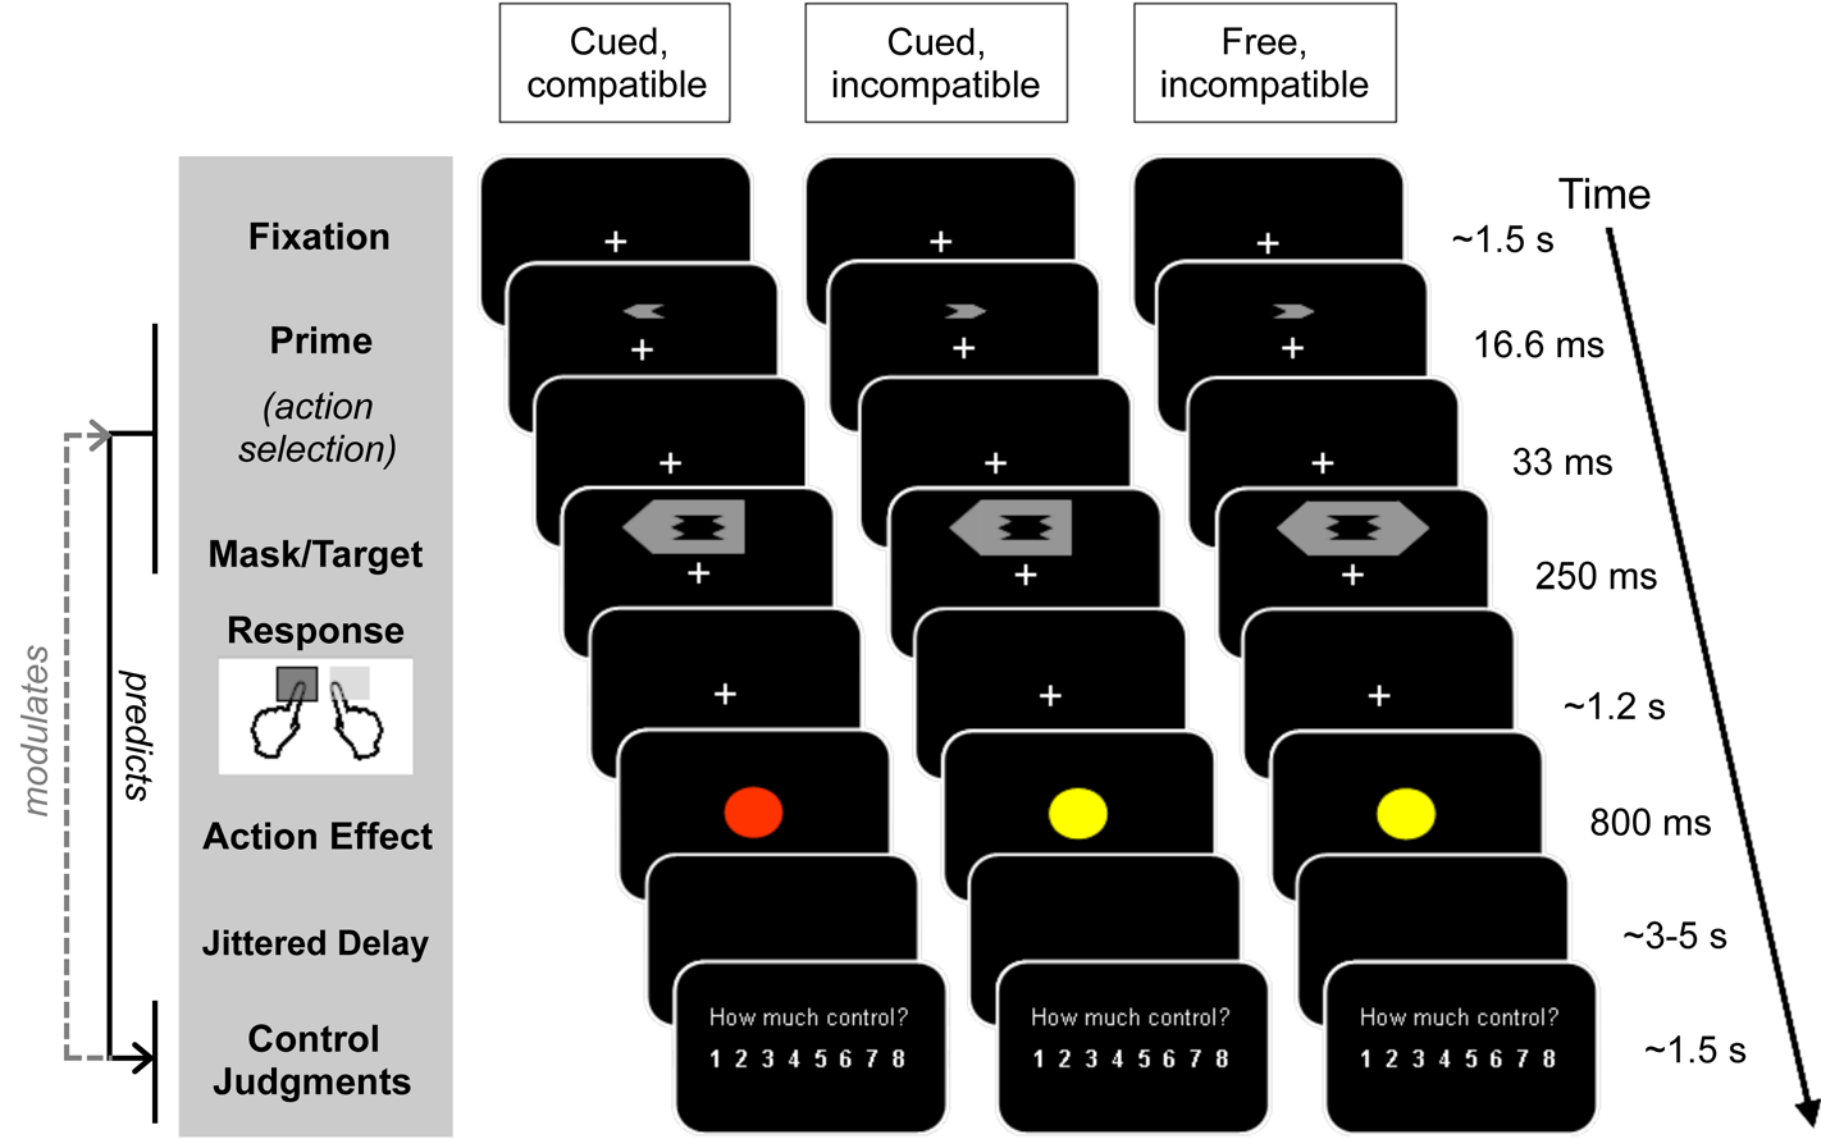 Cued,
compatible
Cued,
incompatible
Free,
incompatible
Time
Fixation
~1.5 s
Prime
16.6 ms
(action
selection)
33 ms
Mask/Target
250 ms
Response
~1.2 s
modulates
predicts
Action Effect
800 ms
Jittered Delay
~3-5 s
Control
Judgments
How much control?
1 2 3 4 5 6 7 8
How much control?
1 2 3 4 5 6 7 8
How much control?
1 2 3 4 5 6 7 8
~1.5 s